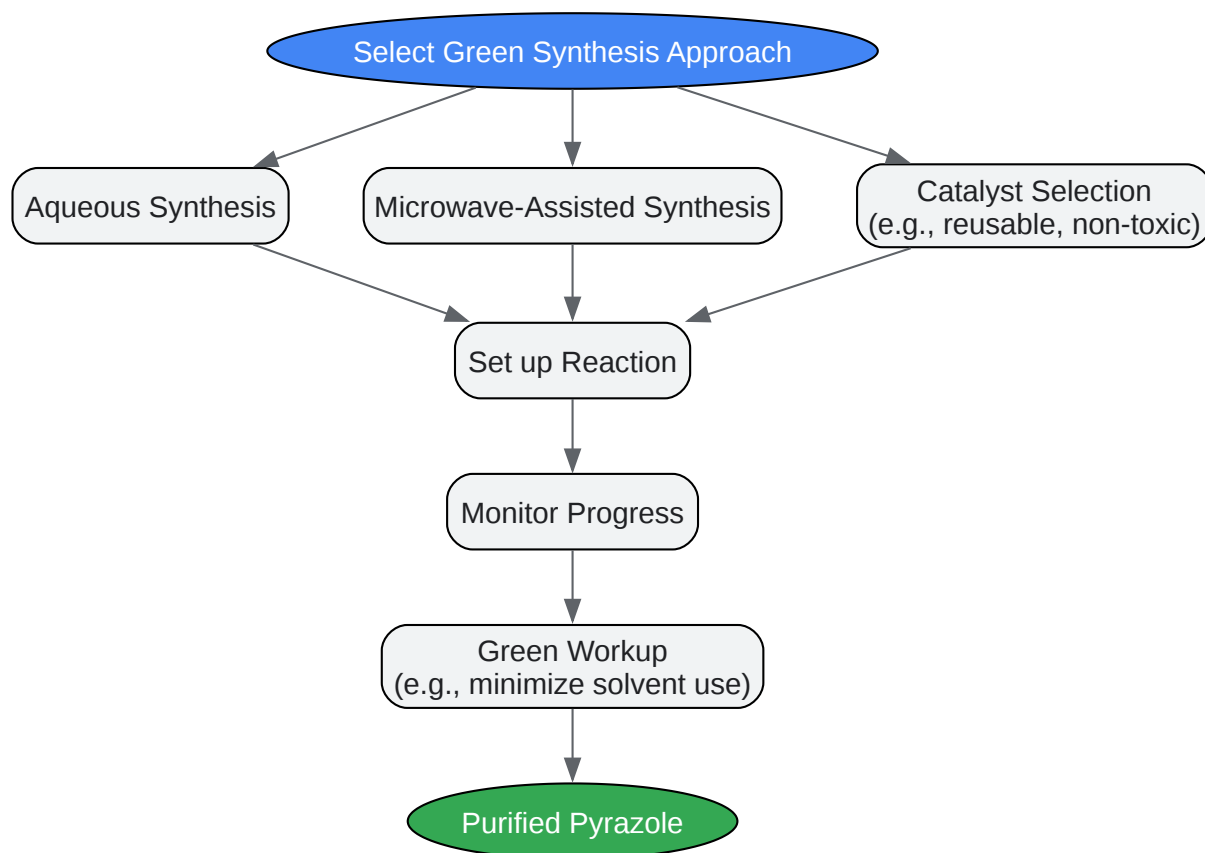 Select Green Synthesis Approach
Aqueous Synthesis
Microwave-Assisted Synthesis
Catalyst Selection
(e.g., reusable, non-toxic)
Set up Reaction
Monitor Progress
Green Workup
(e.g., minimize solvent use)
Purified Pyrazole